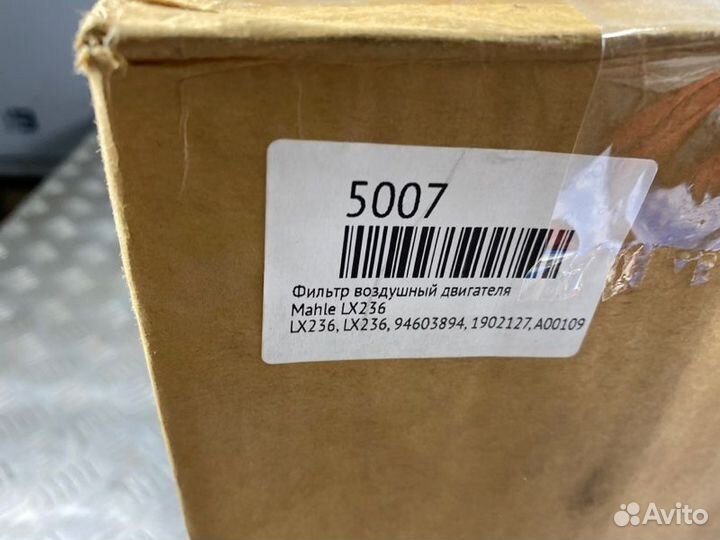 5007
Фильтр воздушный двигателя
Mahle LX236
LX236, LX236, 94603894, 1902127, A00109
Avito